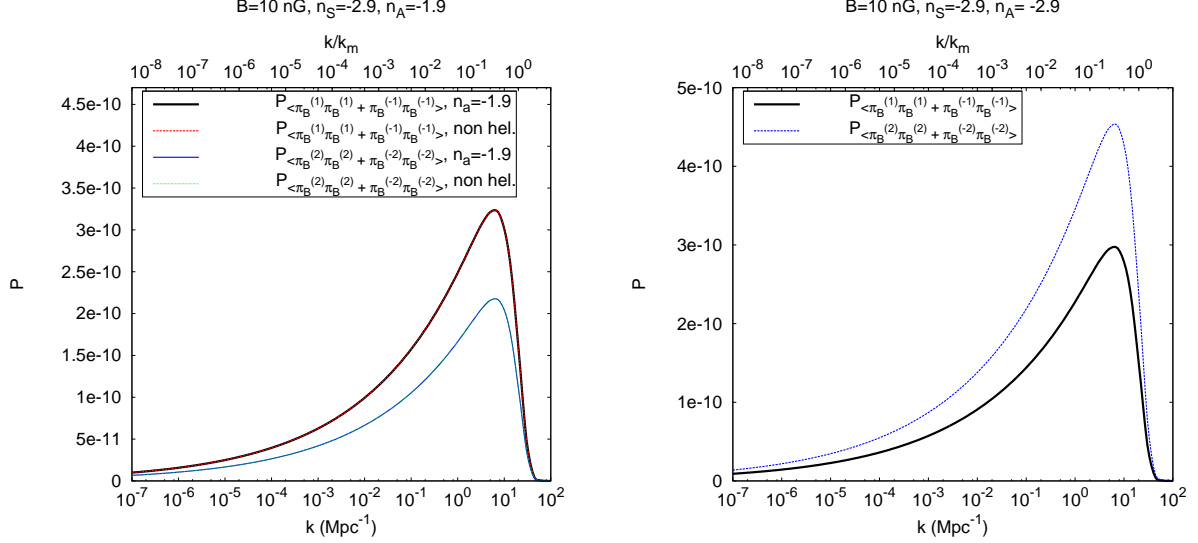 B=10 nG, n_S=-2.9, n_A=-1.9
k/k_m
10^-8 10^-7 10^-6 10^-5 10^-4 10^-3 10^-2 10^-1 10^0
P_<π_B^(1)π_B^(1) + π_B^(-1)π_B^(-1)>, n_a=-1.9
P_<π_B^(1)π_B^(1) + π_B^(-1)π_B^(-1)>, non hel.
P_<π_B^(2)π_B^(2) + π_B^(-2)π_B^(-2)>, n_a=-1.9
P_<π_B^(2)π_B^(2) + π_B^(-2)π_B^(-2)>, non hel.
4.5e-10
4e-10
3.5e-10
3e-10
2.5e-10
2e-10
1.5e-10
1e-10
5e-11
0
P
10^-7 10^-6 10^-5 10^-4 10^-3 10^-2 10^-1 10^0 10^1 10^2
k (Mpc^-1)
B=10 nG, n_S=-2.9, n_A= -2.9
k/k_m
10^-8 10^-7 10^-6 10^-5 10^-4 10^-3 10^-2 10^-1 10^0
P_<π_B^(1)π_B^(1) + π_B^(-1)π_B^(-1)>
P_<π_B^(2)π_B^(2) + π_B^(-2)π_B^(-2)>
5e-10
4e-10
3e-10
2e-10
1e-10
0
P
10^-7 10^-6 10^-5 10^-4 10^-3 10^-2 10^-1 10^0 10^1 10^2
k (Mpc^-1)